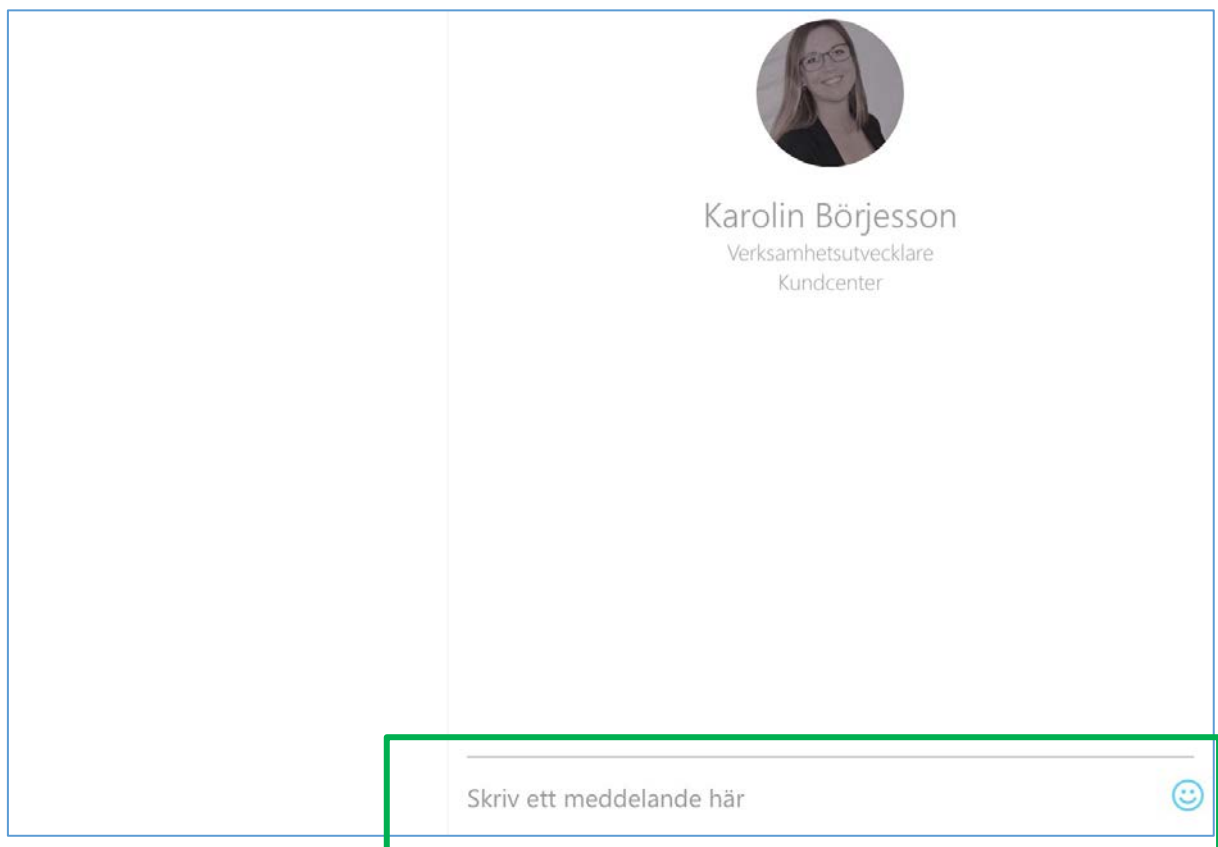 Karolin Börjesson
Verksamhetsutvecklare
Kundcenter
Skriv ett meddelande här